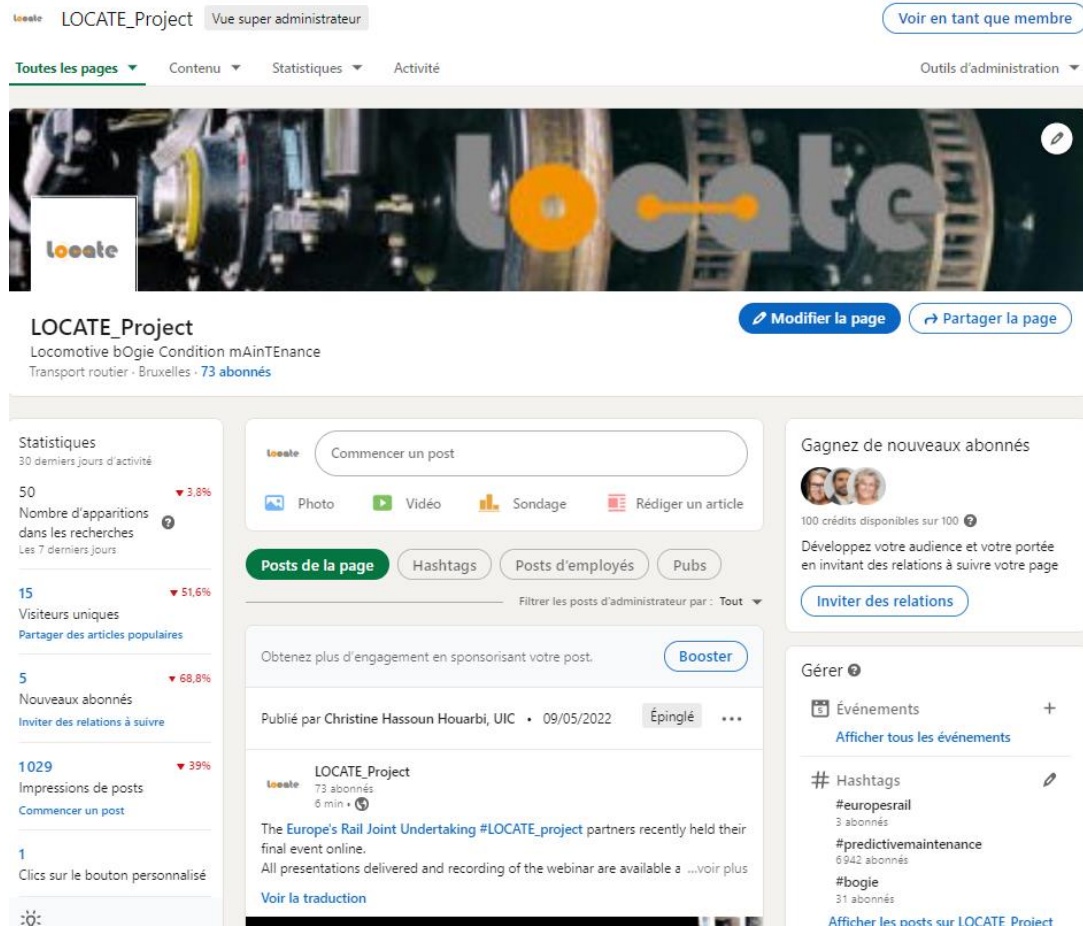 locate LOCATE_Project Vue super administrateur Voir en tant que membre
Toutes les pages Contenu Statistiques Activité Outils d'administration
locate
locate
LOCATE_Project
Locomotive bOgie Condition mAinTEnance
Transport routier · Bruxelles · 73 abonnés
Modifier la page
Partager la page
Statistiques
30 derniers jours d'activité
50 ▼ 3,8%
Nombre d'apparitions
dans les recherches
Les 7 derniers jours
15 ▼ 51,6%
Visiteurs uniques
Partager des articles populaires
5 ▼ 68,8%
Nouveaux abonnés
Inviter des relations à suivre
1029 ▼ 39%
Impressions de posts
Commencer un post
1
Clics sur le bouton personnalisé
locate Commencer un post
Photo Vidéo Sondage Rédiger un article
Posts de la page Hashtags Posts d'employés Pubs
Filtrer les posts d'administrateur par : Tout
Obtenez plus d'engagement en sponsorisant votre post. Booster
Publié par Christine Hassoun Houarbi, UIC • 09/05/2022 Épinglé ...
locate
LOCATE_Project
73 abonnés
6 min •
The Europe's Rail Joint Undertaking #LOCATE_project partners recently held their
final event online.
All presentations delivered and recording of the webinar are available a ...voir plus
Voir la traduction
Gagnez de nouveaux abonnés
100 crédits disponibles sur 100
Développez votre audience et votre portée
en invitant des relations à suivre votre page
Inviter des relations
Gérer
Événements +
Afficher tous les événements
# Hashtags
#europesrail
3 abonnés
#predictivemaintenance
6 942 abonnés
#bogie
31 abonnés
Afficher les posts sur LOCATE_Project